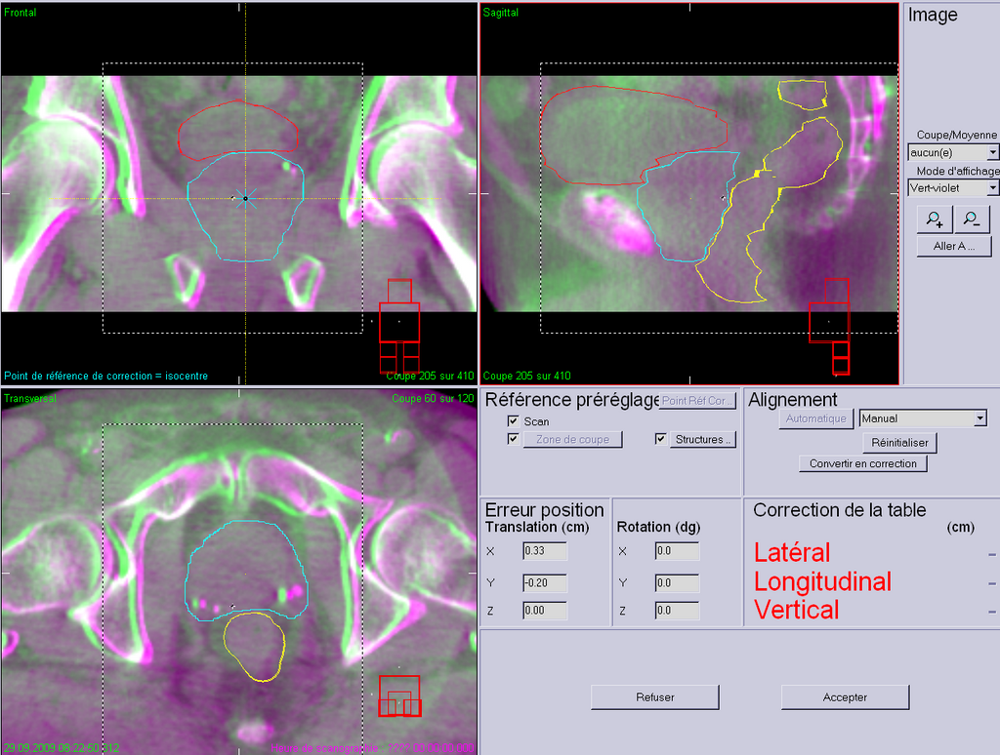 Frontal
Point de référence de correction = isocentre
Coupe 205 sur 410
Sagittal
Coupe 205 sur 410
Image
Coupe/Moyenne
aucun(e)
Mode d'affichage
Vert-violet
Aller A ...
Transversal
Coupe 60 sur 120
29.09.2009 08:22:50
Référence préréglage
Point Réf Cor ..
Scan
Zone de coupe
Structures ..
Alignement
Automatique
Manual
Réinitialiser
Convertir en correction
Erreur position
Translation (cm)
X 0.33
Y -0.20
Z 0.00
Rotation (dg)
X 0.0
Y 0.0
Z 0.0
Correction de la table
(cm)
Latéral -
Longitudinal -
Vertical -
Refuser
Accepter